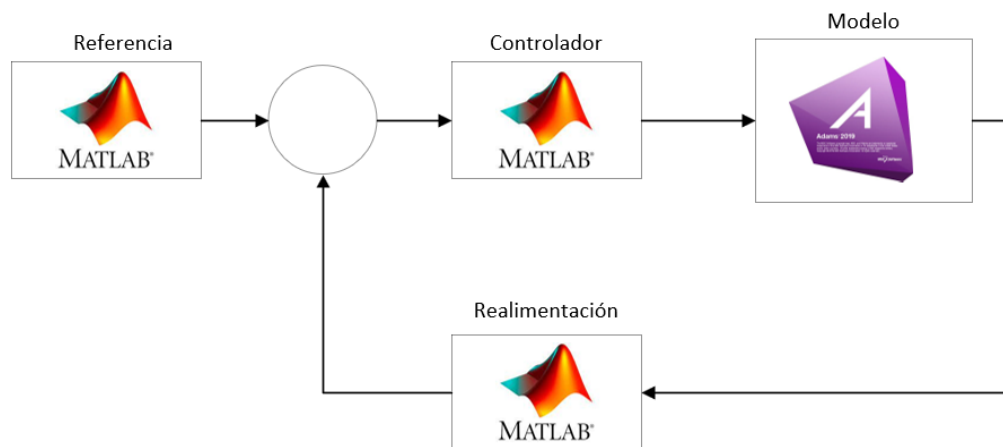 Modelo
Referencia
Controlador
MATLAB®
MATLAB®
Adams 2019
Realimentación
MATLAB®